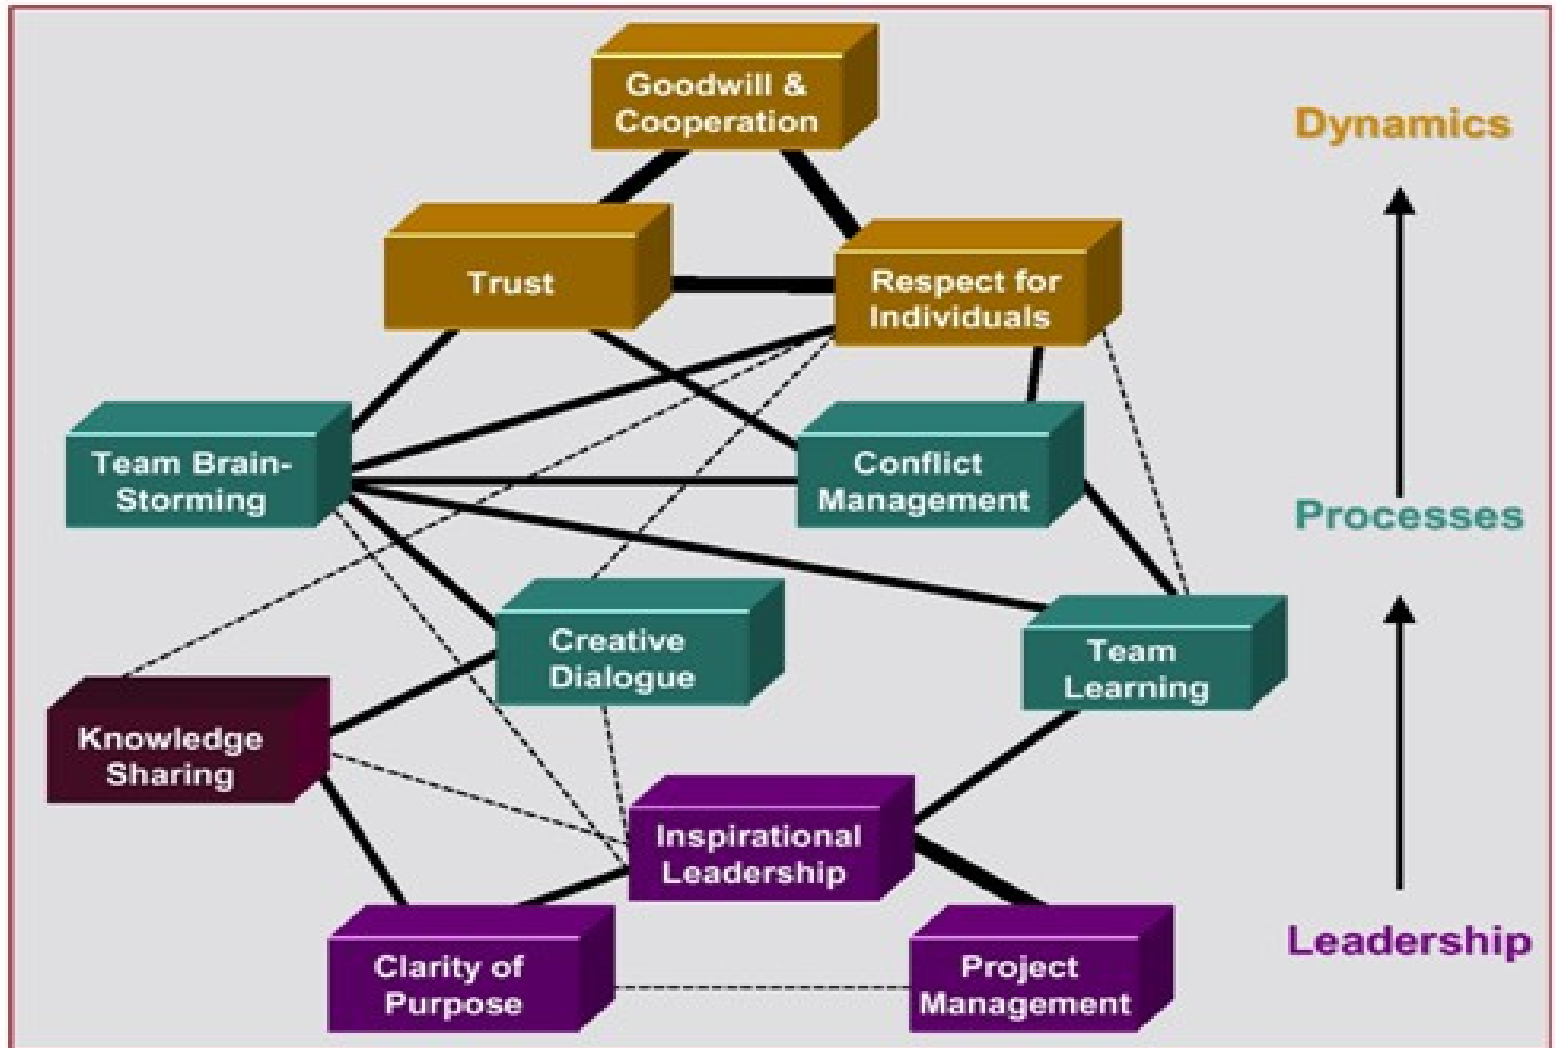 Goodwill &
Cooperation
Dynamics
Trust
Respect for
Individuals
Team Brain-
Storming
Conflict
Management
Processes
Creative
Dialogue
Team
Learning
Knowledge
Sharing
Inspirational
Leadership
Leadership
Clarity of
Purpose
Project
Management